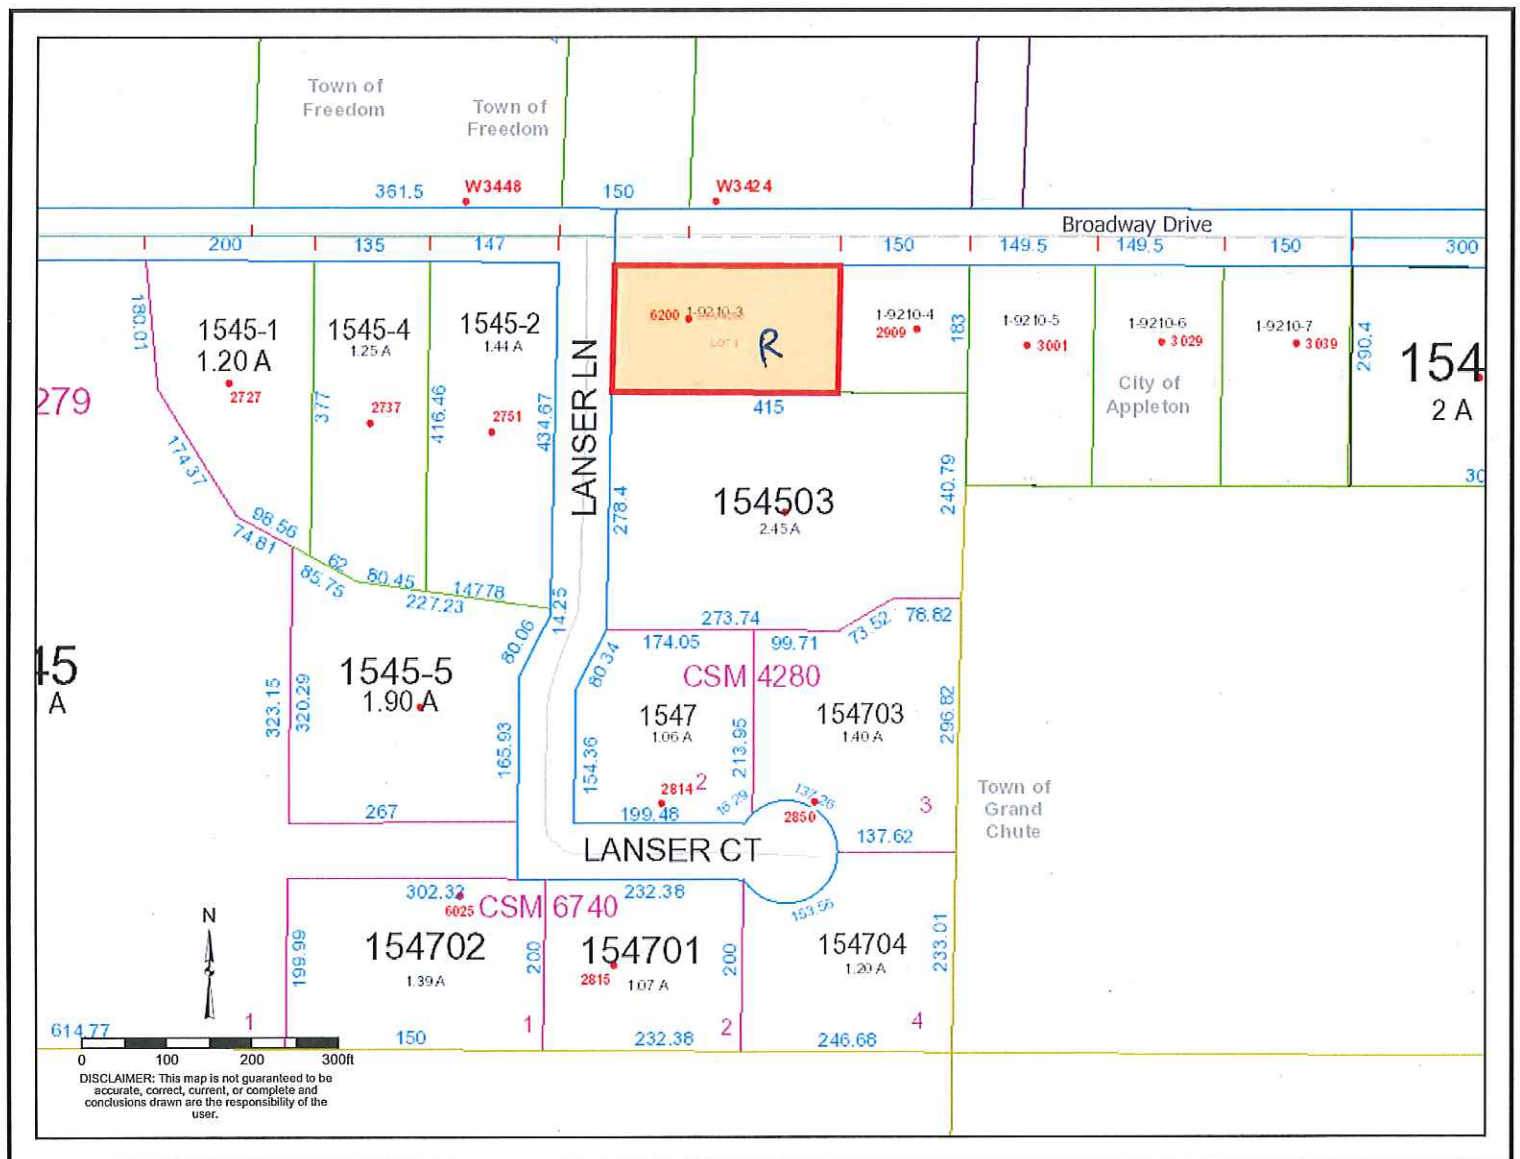 Town of
Freedom
Town of
Freedom
361.5
W3448
150
W3424
Broadway Drive
200
135
147
150
149.5
149.5
150
300
180.01
1545-1
1.20 A
2727
1545-4
1.25 A
2737
1545-2
1.44 A
2751
377
416.46
434.67
LANSER LN
6200
1-9210-3
LOT 1
R
1-9210-4
2909
183
1-9210-5
3001
1-9210-6
3029
1-9210-7
3039
290.4
154
2 A
30
City of
Appleton
279
174.37
98.56
74.81
62
85.75
80.45
14778
227.23
415
278.4
154503
2.45 A
240.79
14.25
80.06
273.74
174.05
99.71
73.52
78.82
80.34
CSM 4280
45
A
1545-5
1.90 A
323.15
320.29
165.93
267
154.36
1547
1.06 A
213.95
2814
2
199.48
16.29
154703
1.40 A
296.82
137.26
2850
3
137.62
Town of
Grand
Chute
LANSER CT
302.32
6025
CSM 6740
232.38
153.56
N
199.99
154702
1.39 A
200
154701
2815
1.07 A
200
154704
1.20 A
233.01
1
1
2
4
614.77
150
232.38
246.68
0
100
200
300ft
DISCLAIMER: This map is not guaranteed to be
accurate, correct, current, or complete and
conclusions drawn are the responsibility of the
user.